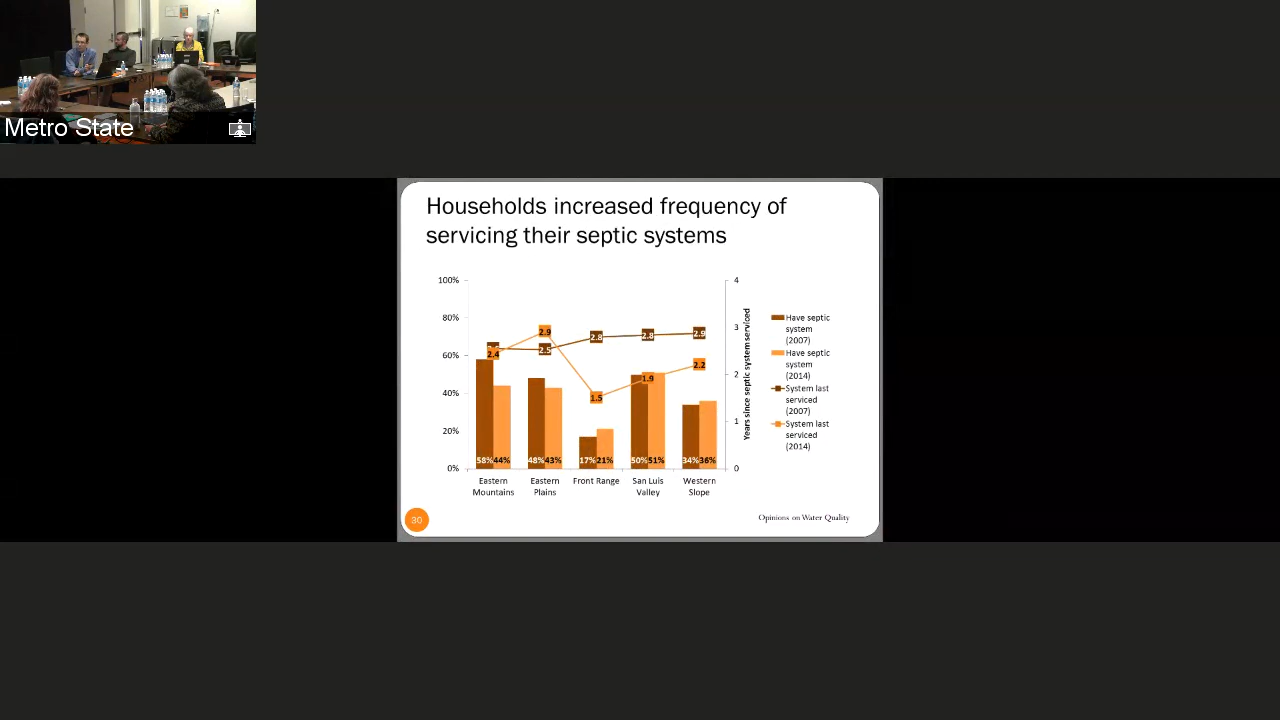 Metro State
Households increased frequency of
servicing their septic systems
100%
80%
60%
40%
20%
0%
4
3
2
1
0
Years since septic system serviced
2.4
2.5
2.9
2.8
1.5
2.8
1.9
2.9
2.2
58% 44%
48% 43%
17% 21%
50% 51%
34% 36%
Eastern
Mountains
Eastern
Plains
Front Range
San Luis
Valley
Western
Slope
Have septic
system
(2007)
Have septic
system
(2014)
System last
serviced
(2007)
System last
serviced
(2014)
30
Opinions on Water Quality